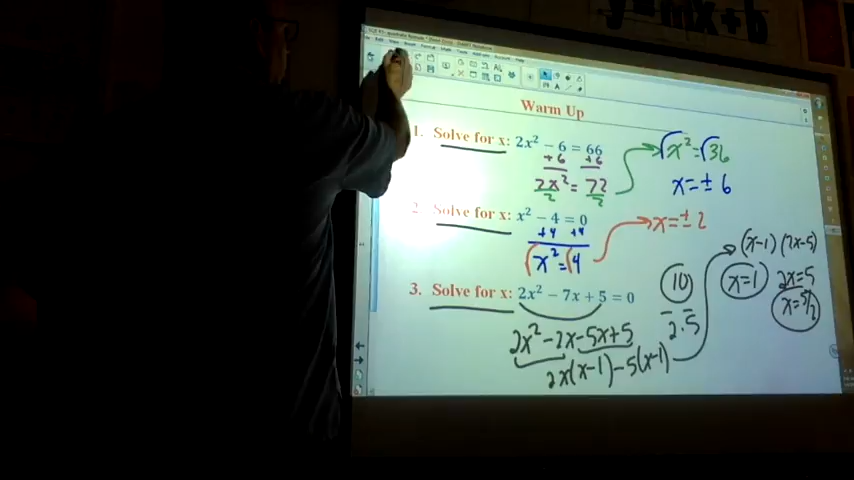 y=mx+b
Warm Up
1. Solve for x: 2x² − 6 = 66
+6 +6
2x² = 72
2 2
√x² = √36
x = ± 6
2. Solve for x: x² − 4 = 0
+4 +4
√x² = √4
x = ± 2
3. Solve for x: 2x² − 7x + 5 = 0
2x² − 2x − 5x + 5
2x(x−1) − 5(x−1)
10
− −
2·5
(x−1)(2x−5)
x=1
2x=5
x=5/2